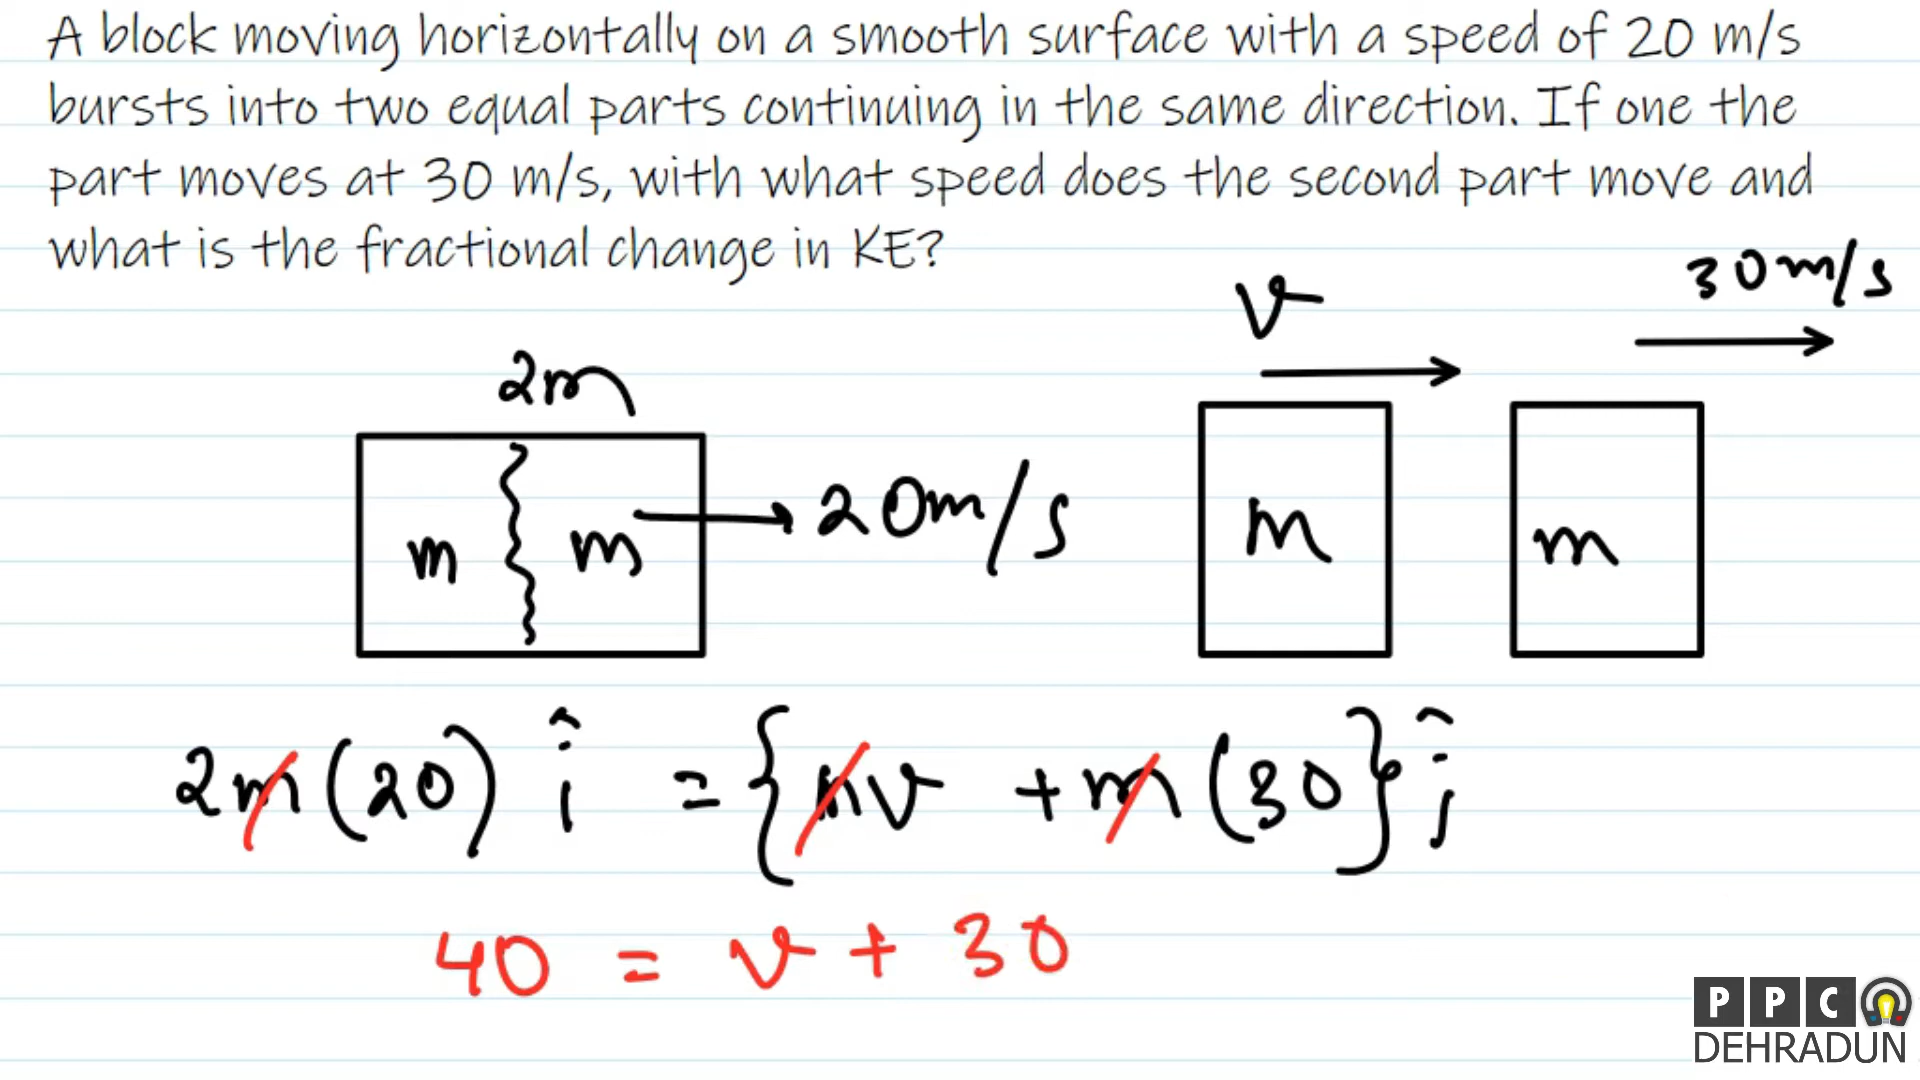 A block moving horizontally on a smooth surface with a speed of 20 m/s
bursts into two equal parts continuing in the same direction. If one the
part moves at 30 m/s, with what speed does the second part move and
what is the fractional change in KE?
2m
m m → 20m/s
v →
30m/s →
m
m
2m(20) î = {mv + m(30)} î
40 = v + 30
PPC
DEHRADUN